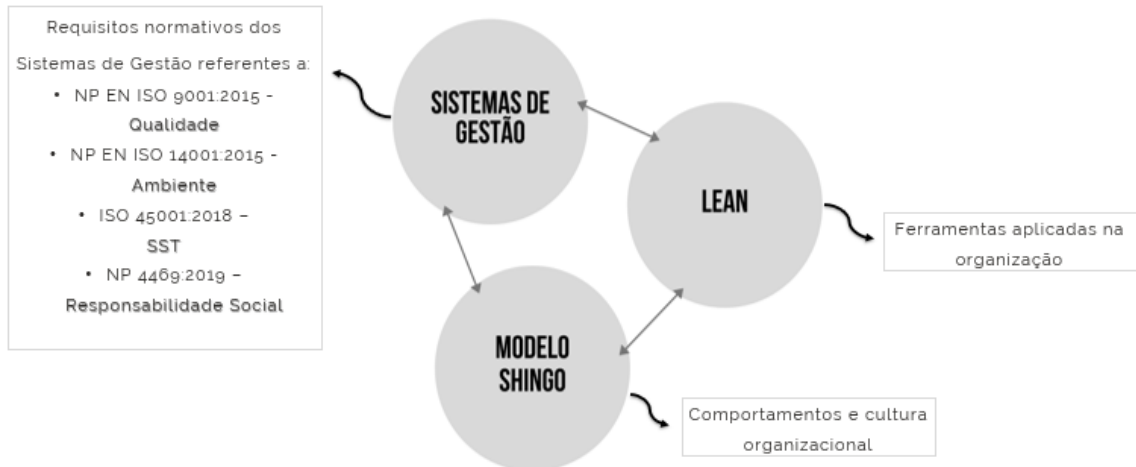 Requisitos normativos dos
Sistemas de Gestão referentes a:
• NP EN ISO 9001:2015 -
Qualidade
• NP EN ISO 14001:2015 -
Ambiente
• ISO 45001:2018 –
SST
• NP 4469:2019 –
Responsabilidade Social
SISTEMAS DE
GESTÃO
LEAN
Ferramentas aplicadas na
organização
MODELO
SHINGO
Comportamentos e cultura
organizacional